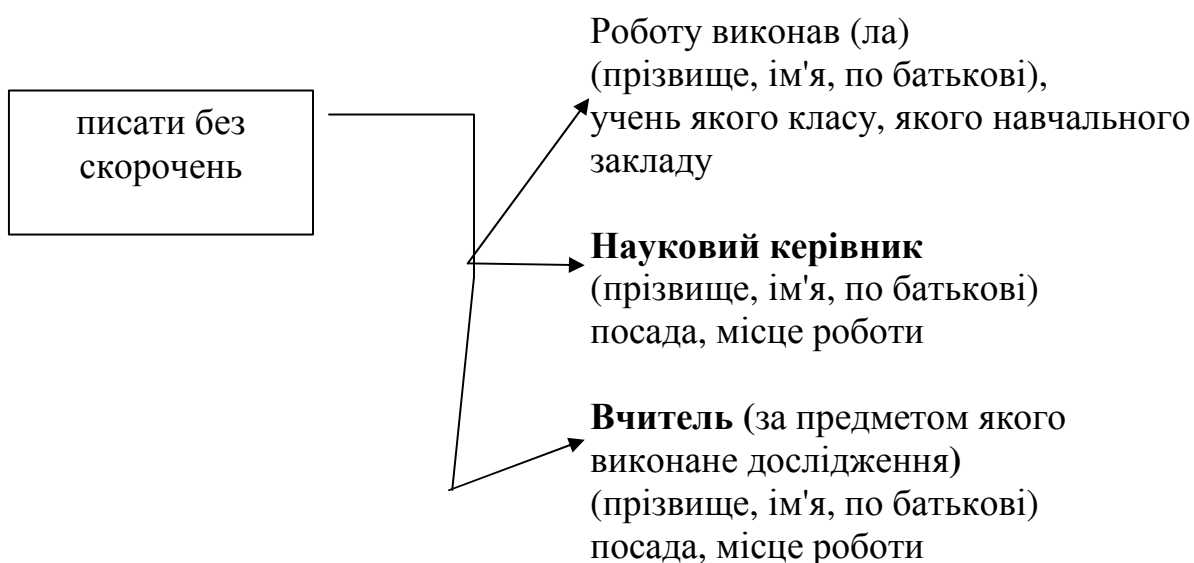 писати без
скорочень
Роботу виконав (ла)
(прізвище, ім'я, по батькові),
учень якого класу, якого навчального
закладу
Науковий керівник
(прізвище, ім'я, по батькові)
посада, місце роботи
Вчитель (за предметом якого
виконане дослідження)
(прізвище, ім'я, по батькові)
посада, місце роботи